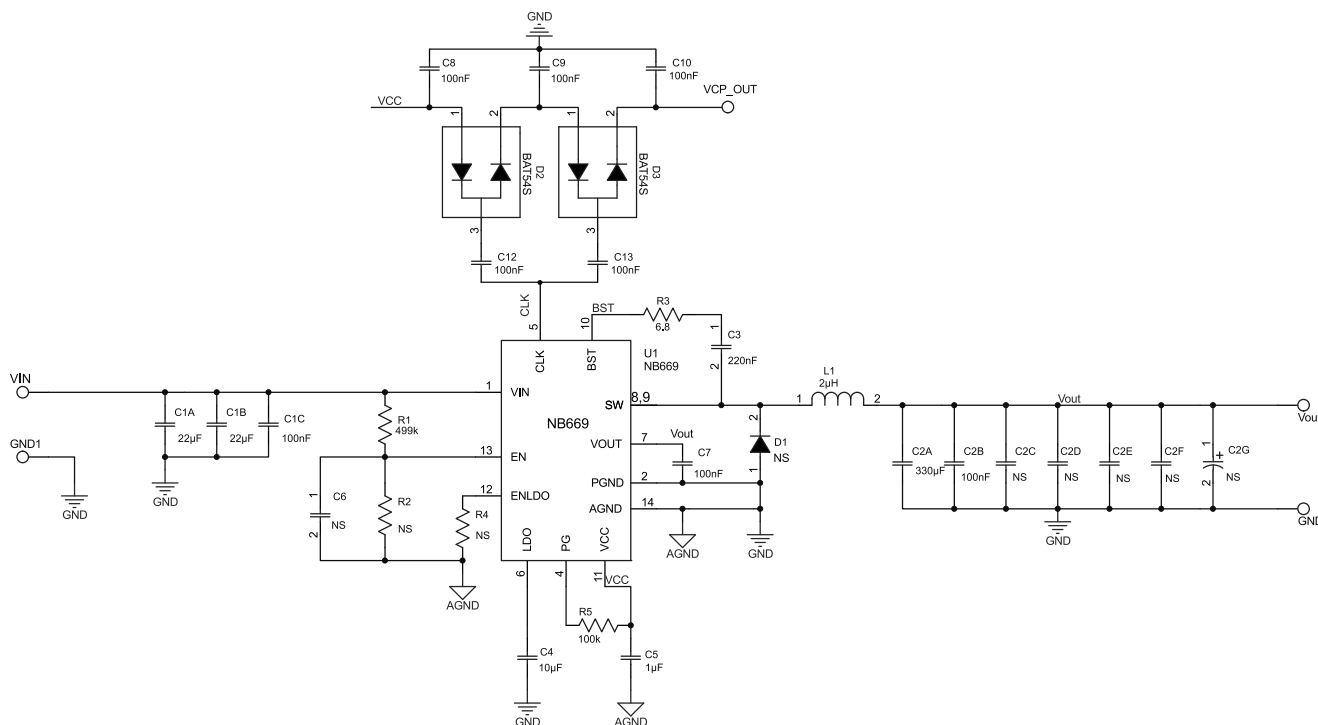 GND
C8
100nF
C9
100nF
C10
100nF
VCC
VCP_OUT
1
2
1
2
D2
BAT54S
D3
BAT54S
3
3
C12
100nF
C13
100nF
CLK
5
BST
10
R3
6.8
1
C3
220nF
2
U1
NB669
CLK
BST
VIN
1
VIN
SW
8,9
L1
2µH
1
2
Vout
Vout
C1A
22µF
C1B
22µF
C1C
100nF
R1
499k
NB669
VOUT
7
Vout
C7
100nF
2
D1
NS
1
C2A
330µF
C2B
100nF
C2C
NS
C2D
NS
C2E
NS
C2F
NS
1
+
C2G
NS
2
GND1
GND
GND
13
EN
PGND
2
12
ENLDO
AGND
14
1
C6
NS
2
R2
NS
R4
NS
LDO
PG
VCC
AGND
GND
GND
GND
AGND
6
4
11
VCC
R5
100k
C4
10µF
C5
1µF
GND
AGND